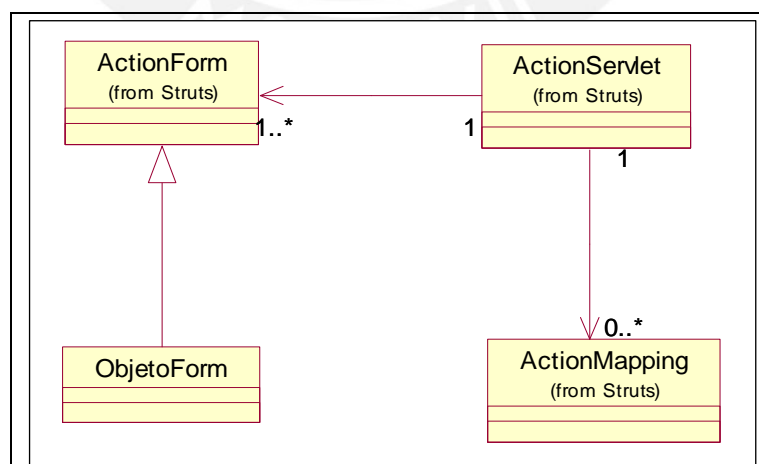 ActionForm
(from Struts)
ActionServlet
(from Struts)
1..*
1
1
0..*
ObjetoForm
ActionMapping
(from Struts)